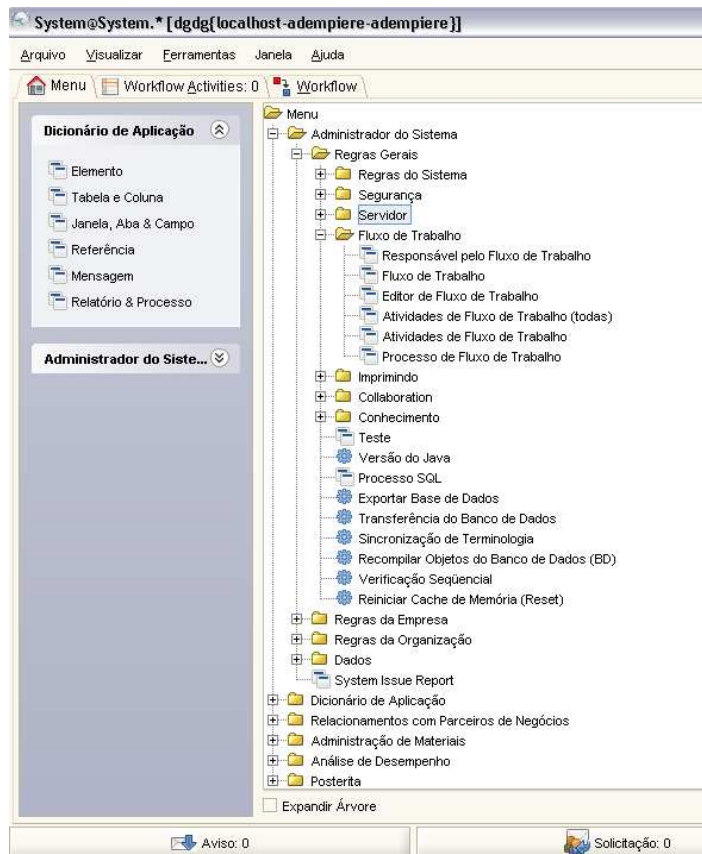 System@System.* [dgdg{localhost-adempiere-adempiere}]
Arquivo Visualizar Ferramentas Janela Ajuda
Menu Workflow Activities: 0 Workflow
Dicionário de Aplicação
Elemento
Tabela e Coluna
Janela, Aba & Campo
Referência
Mensagem
Relatório & Processo
Administrador do Siste...
Menu
Administrador do Sistema
Regras Gerais
Regras do Sistema
Segurança
Servidor
Fluxo de Trabalho
Responsável pelo Fluxo de Trabalho
Fluxo de Trabalho
Editor de Fluxo de Trabalho
Atividades de Fluxo de Trabalho (todas)
Atividades de Fluxo de Trabalho
Processo de Fluxo de Trabalho
Imprimindo
Collaboration
Conhecimento
Teste
Versão do Java
Processo SQL
Exportar Base de Dados
Transferência do Banco de Dados
Sincronização de Terminologia
Recompilar Objetos do Banco de Dados (BD)
Verificação Seqüencial
Reiniciar Cache de Memória (Reset)
Regras da Empresa
Regras da Organização
Dados
System Issue Report
Dicionário de Aplicação
Relacionamentos com Parceiros de Negócios
Administração de Materiais
Análise de Desempenho
Posterita
Expandir Árvore
Aviso: 0 Solicitação: 0